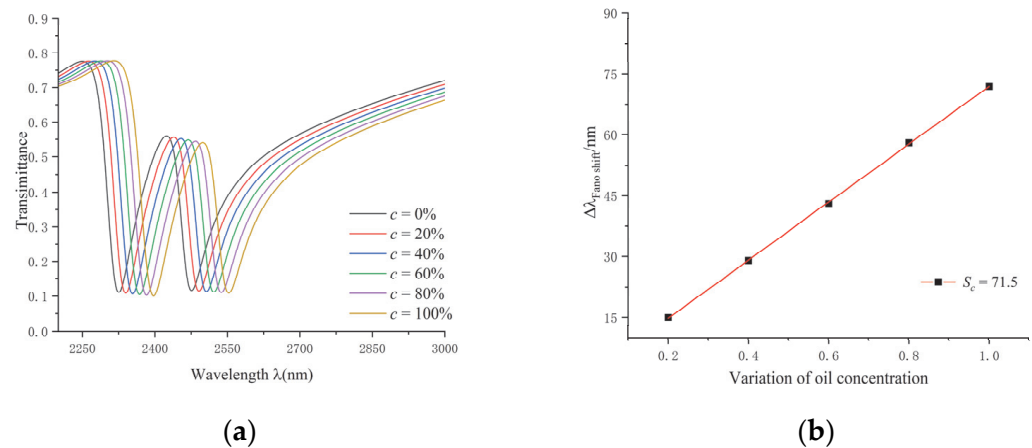 0.9
0.8
0.7
0.6
0.5
0.4
0.3
0.2
0.1
0.0
Transimittance
2250 2400 2550 2700 2850 3000
Wavelength λ(nm)
c = 0%
c = 20%
c = 40%
c = 60%
c = 80%
c = 100%
(a)
90
75
60
45
30
15
Δλ_Fano shift/nm
0.2 0.4 0.6 0.8 1.0
Variation of oil concentration
S_c = 71.5
(b)